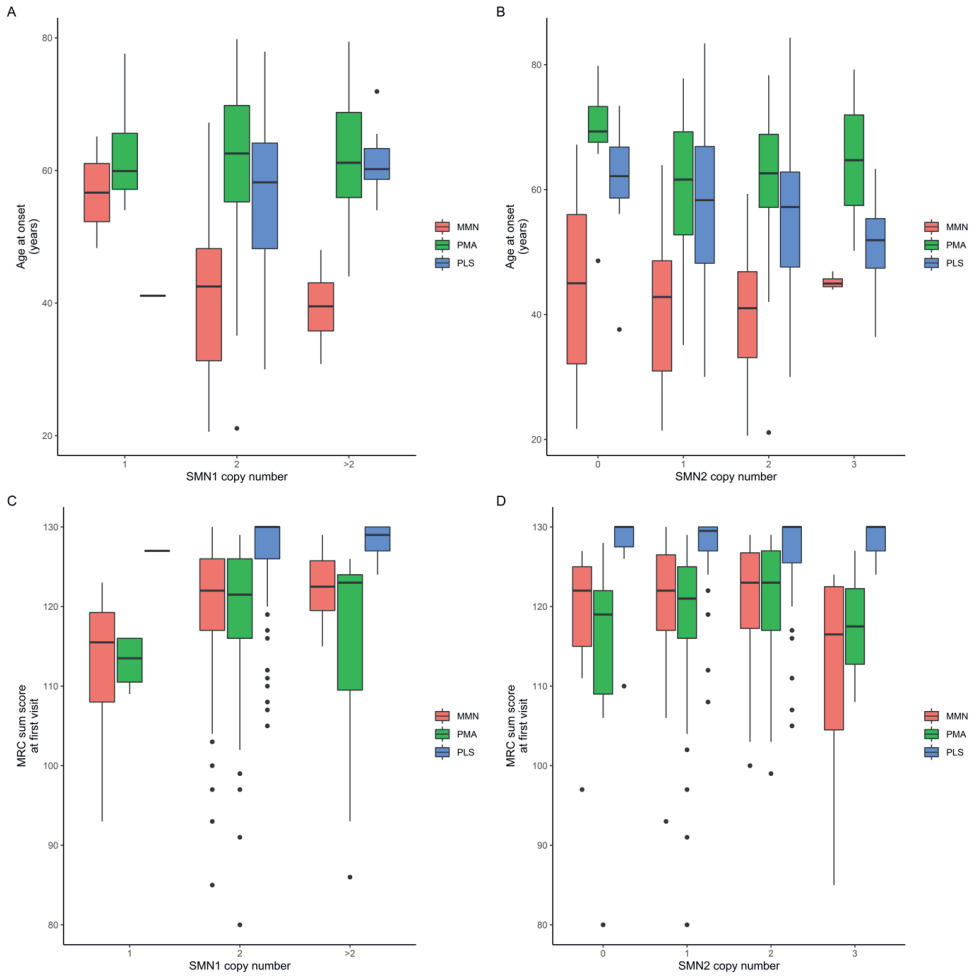 A
Age at onset
(years)
80
60
40
20
1
2
>2
SMN1 copy number
MMN
PMA
PLS
B
Age at onset
(years)
80
60
40
20
0
1
2
3
SMN2 copy number
MMN
PMA
PLS
C
MRC sum score
at first visit
130
120
110
100
90
80
1
2
>2
SMN1 copy number
MMN
PMA
PLS
D
MRC sum score
at first visit
130
120
110
100
90
80
0
1
2
3
SMN2 copy number
MMN
PMA
PLS